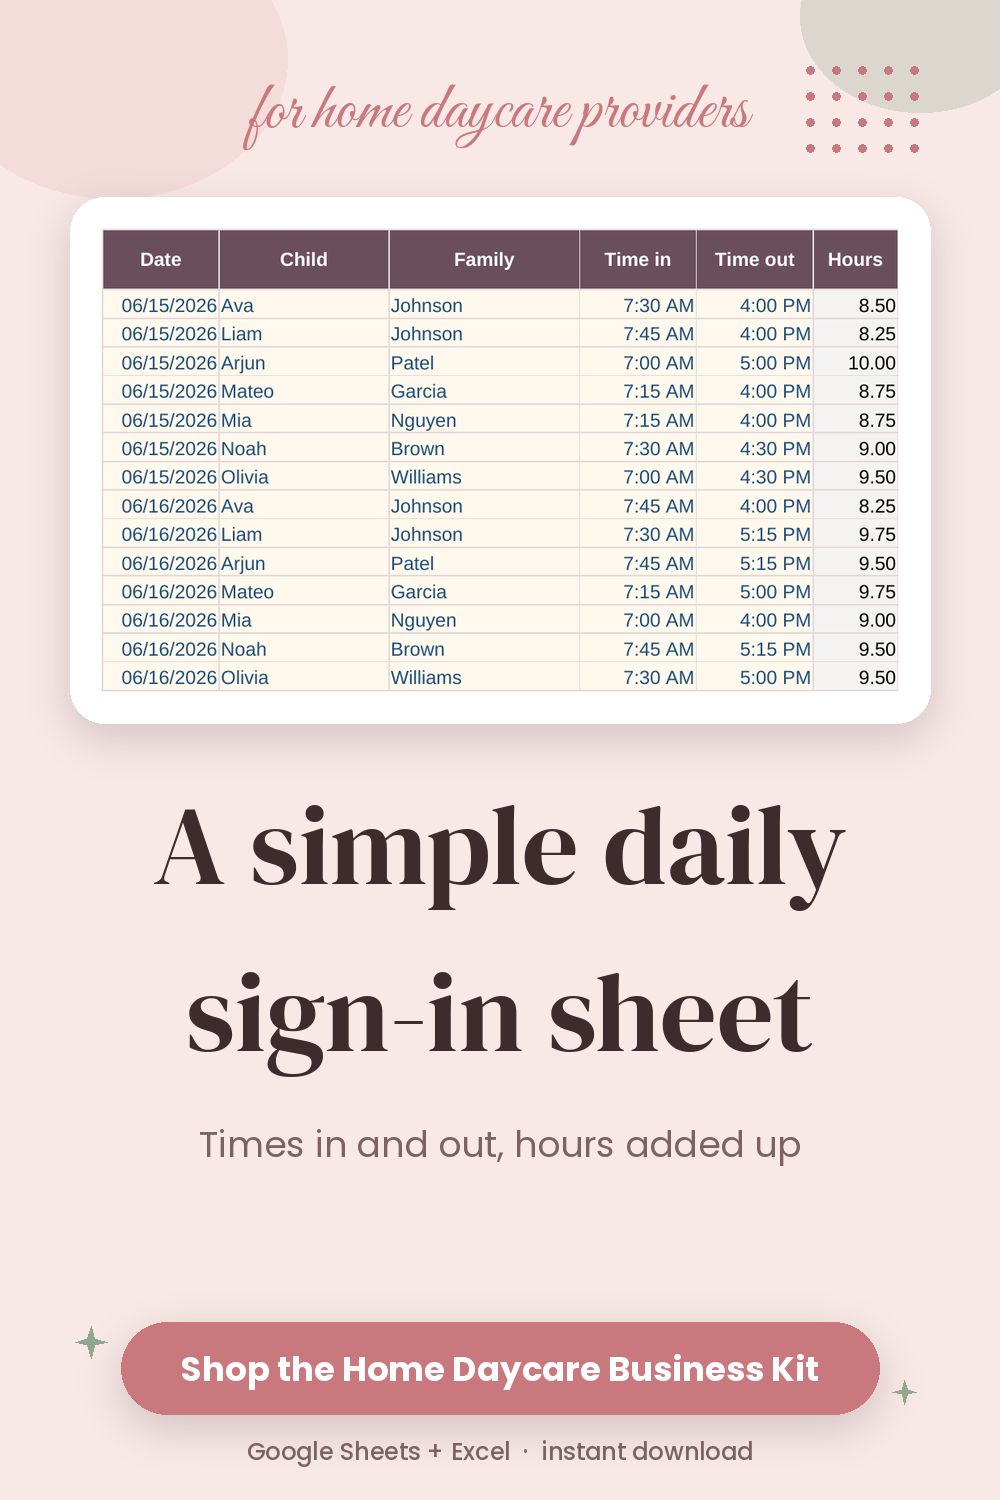 for home daycare providers
Date Child Family Time in Time out Hours
06/15/2026 Ava Johnson 7:30 AM 4:00 PM 8.50
06/15/2026 Liam Johnson 7:45 AM 4:00 PM 8.25
06/15/2026 Arjun Patel 7:00 AM 5:00 PM 10.00
06/15/2026 Mateo Garcia 7:15 AM 4:00 PM 8.75
06/15/2026 Mia Nguyen 7:15 AM 4:00 PM 8.75
06/15/2026 Noah Brown 7:30 AM 4:30 PM 9.00
06/15/2026 Olivia Williams 7:00 AM 4:30 PM 9.50
06/16/2026 Ava Johnson 7:45 AM 4:00 PM 8.25
06/16/2026 Liam Johnson 7:30 AM 5:15 PM 9.75
06/16/2026 Arjun Patel 7:45 AM 5:15 PM 9.50
06/16/2026 Mateo Garcia 7:15 AM 5:00 PM 9.75
06/16/2026 Mia Nguyen 7:00 AM 4:00 PM 9.00
06/16/2026 Noah Brown 7:45 AM 5:15 PM 9.50
06/16/2026 Olivia Williams 7:30 AM 5:00 PM 9.50
A simple daily
sign-in sheet
Times in and out, hours added up
Shop the Home Daycare Business Kit
Google Sheets + Excel · instant download